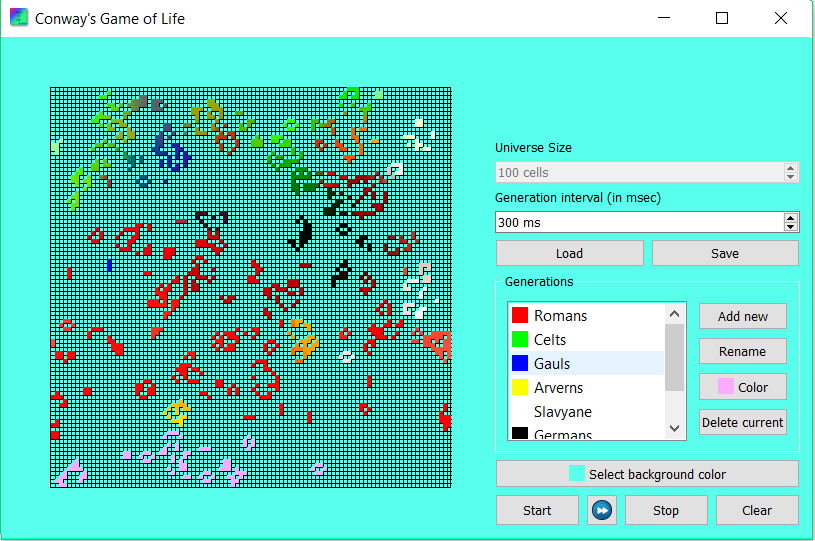 Conway's Game of Life
Universe Size
100 cells
Generation interval (in msec)
300 ms
Load
Save
Generations
Romans
Celts
Gauls
Arverns
Slavyane
Germans
Add new
Rename
Color
Delete current
Select background color
Start
Stop
Clear